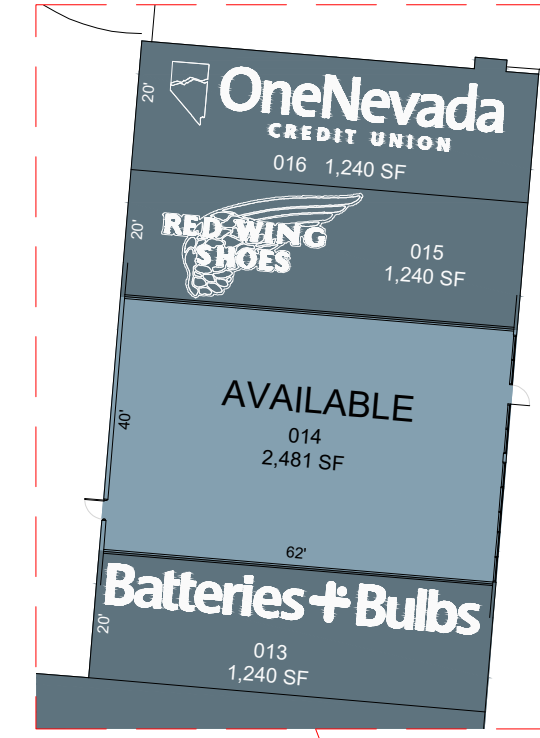 20'
OneNevada
CREDIT UNION
016 1,240 SF
20'
RED WING
SHOES
015
1,240 SF
AVAILABLE
014
2,481 SF
40'
62'
Batteries+Bulbs
20'
013
1,240 SF